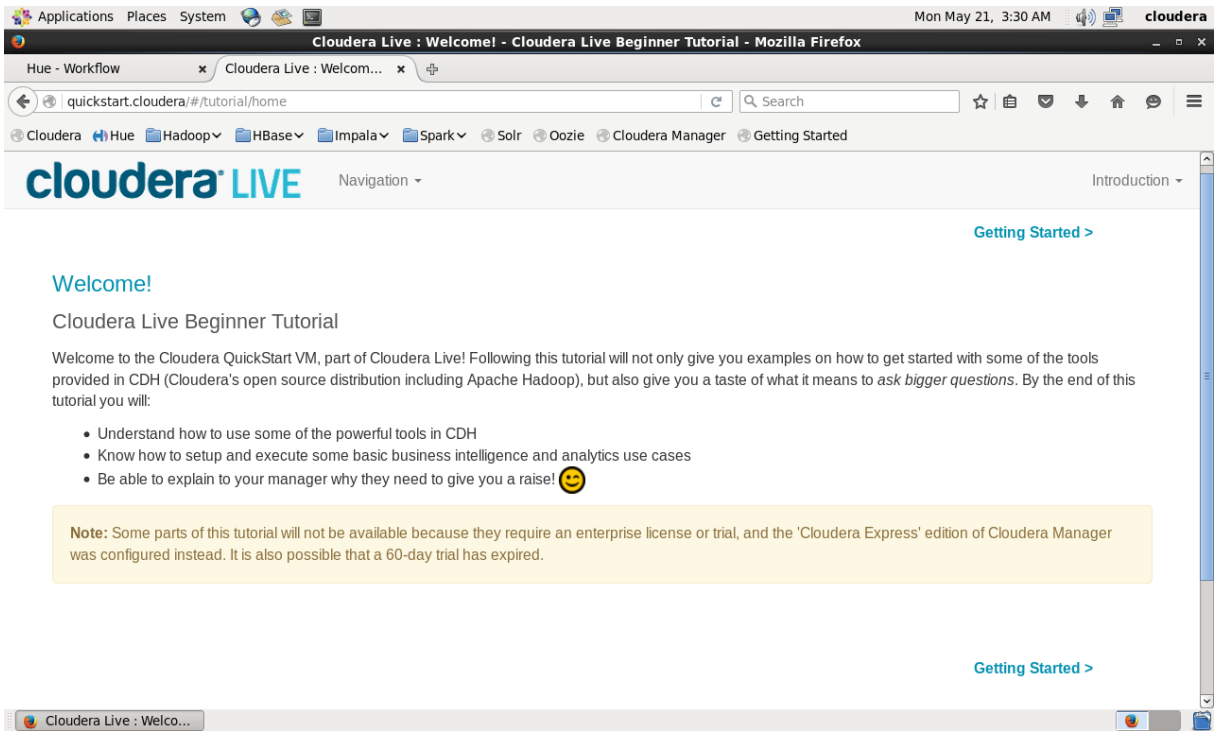 Applications Places System Mon May 21, 3:30 AM cloudera
Cloudera Live : Welcome! - Cloudera Live Beginner Tutorial - Mozilla Firefox
Hue - Workflow Cloudera Live : Welcom...
quickstart.cloudera/#/tutorial/home Search
Cloudera Hue Hadoop HBase Impala Spark Solr Oozie Cloudera Manager Getting Started
cloudera LIVE Navigation Introduction
Getting Started >
Welcome!
Cloudera Live Beginner Tutorial
Welcome to the Cloudera QuickStart VM, part of Cloudera Live! Following this tutorial will not only give you examples on how to get started with some of the tools
provided in CDH (Cloudera's open source distribution including Apache Hadoop), but also give you a taste of what it means to ask bigger questions. By the end of this
tutorial you will:
• Understand how to use some of the powerful tools in CDH
• Know how to setup and execute some basic business intelligence and analytics use cases
• Be able to explain to your manager why they need to give you a raise!
Note: Some parts of this tutorial will not be available because they require an enterprise license or trial, and the 'Cloudera Express' edition of Cloudera Manager
was configured instead. It is also possible that a 60-day trial has expired.
Getting Started >
Cloudera Live : Welco...